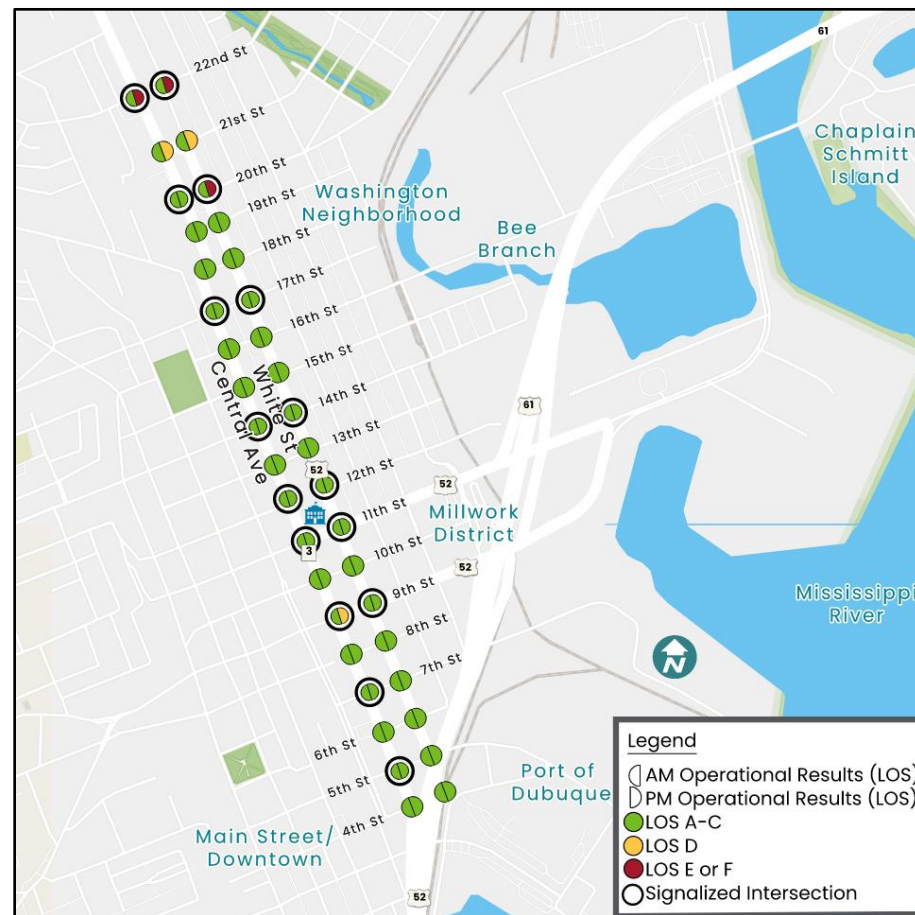 61
22nd St
21st St
Chaplain
Schmitt
Island
20th St
Washington
Neighborhood
19th St
Bee
Branch
18th St
17th St
16th St
15th St
Central Ave
White St
14th St
61
13th St
52
12th St
52
11th St
Millwork
District
3
10th St
52
9th St
Mississippi
River
8th St
7th St
N
6th St
5th St
4th St
Port of
Dubuque
Main Street/
Downtown
52
Legend
AM Operational Results (LOS)
PM Operational Results (LOS)
LOS A-C
LOS D
LOS E or F
Signalized Intersection